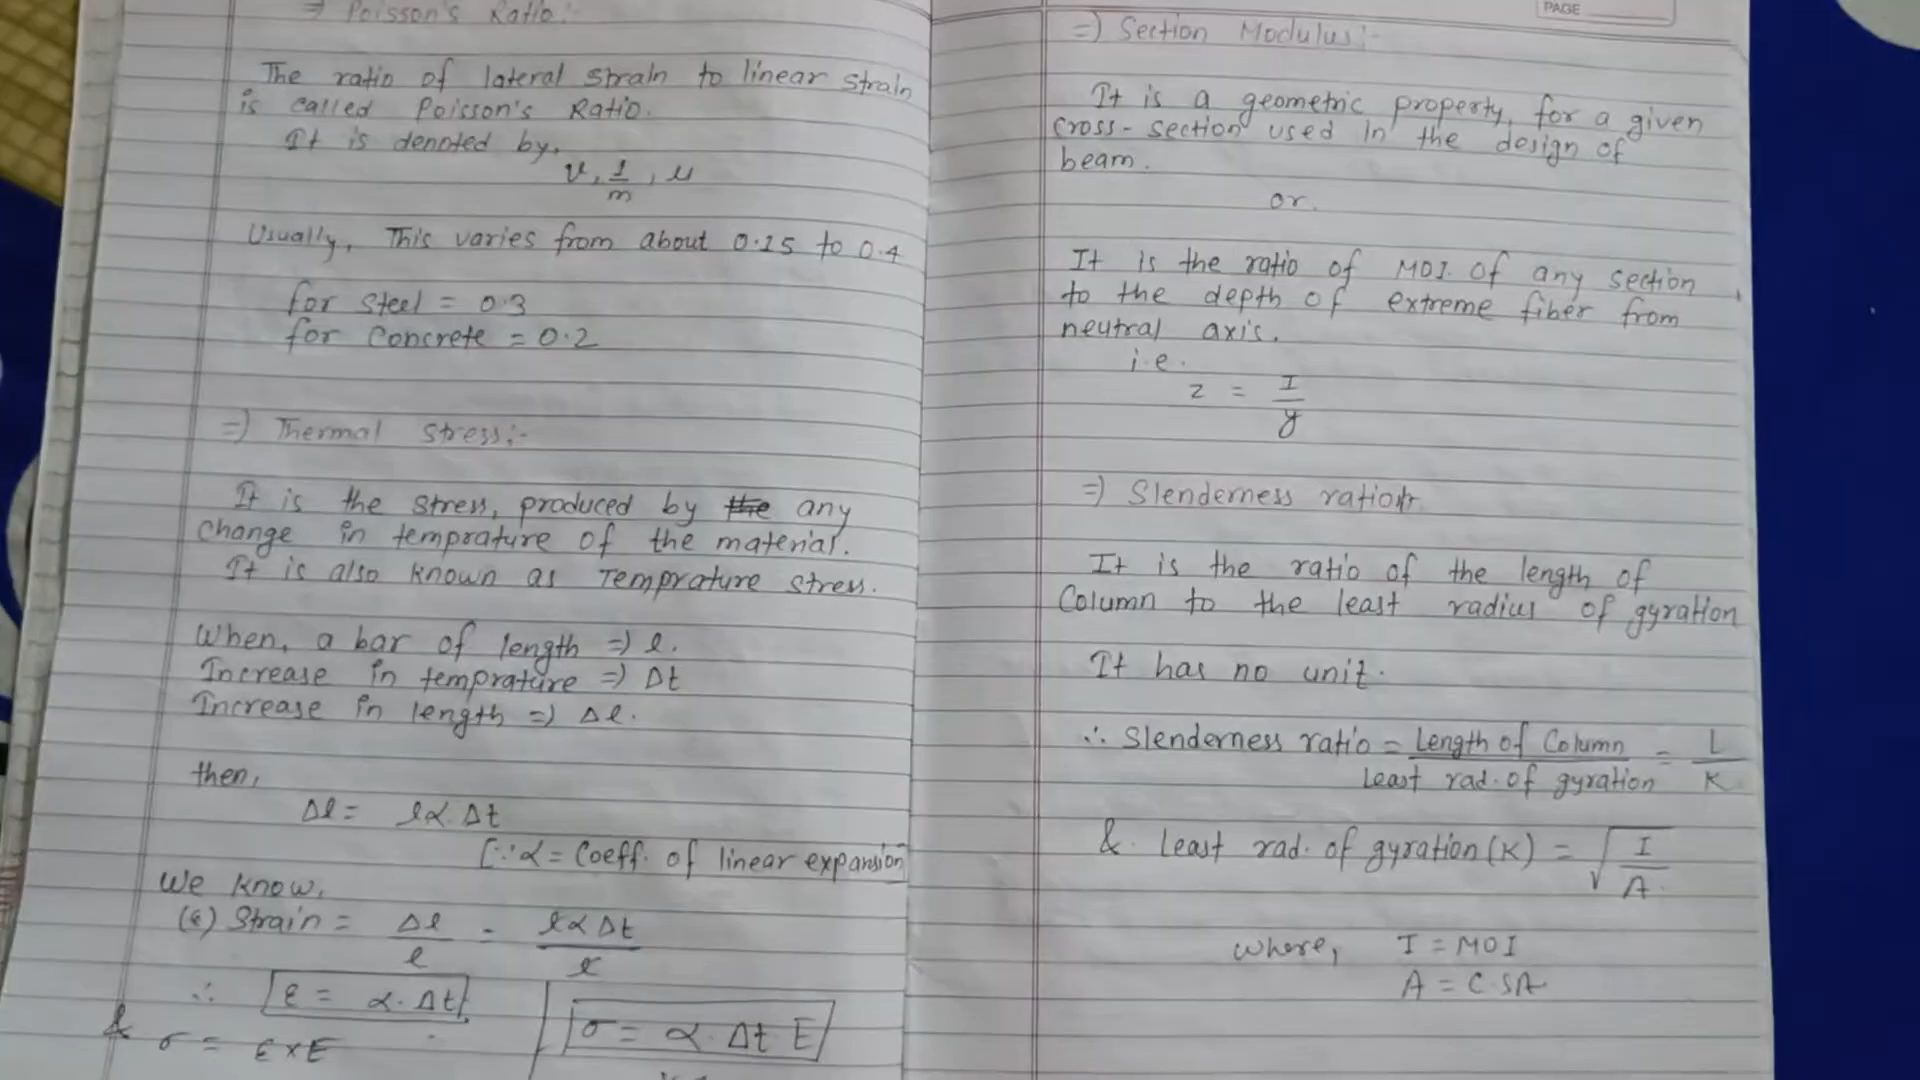 ⇒ Poisson's Ratio:-
The ratio of lateral strain to linear strain
is called Poisson's Ratio.
It is denoted by,
ν, 1/m, μ
Usually, This varies from about 0.15 to 0.4
for steel = 0.3
for Concrete = 0.2
⇒ Thermal Stress:-
It is the stress, produced by the any
change in temprature of the material.
It is also known as Temprature stress.
When, a bar of length ⇒ l.
Increase in temprature ⇒ Δt
Increase in length ⇒ Δl.
then,
Δl = lα.Δt
[∵ α = Coeff. of linear expansion
We know,
(ε) Strain = Δl/l = lαΔt/l
∴ ε = α.Δt
& σ = ε×E
σ = α.Δt E
PAGE
⇒ Section Modulus:-
It is a geometric property, for a given
cross-section used in the design of
beam.
or.
It is the ratio of MOI. of any section
to the depth of extreme fiber from
neutral axis.
i.e.
z = I/y
⇒ Slenderness ratio:-
It is the ratio of the length of
Column to the least radius of gyration
It has no unit.
∴ Slenderness ratio = Length of Column/Least rad. of gyration = L/K
& Least rad. of gyration (K) = √(I/A)
where, I = MOI
A = C.SA